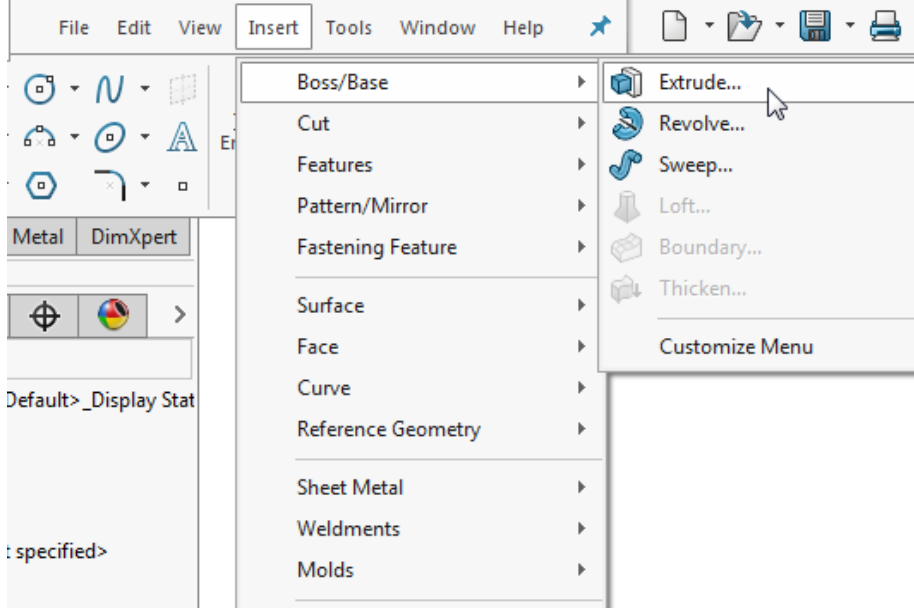 File Edit View Insert Tools Window Help
Boss/Base
Extrude...
Cut
Revolve...
Features
Sweep...
Pattern/Mirror
Loft...
Fastening Feature
Boundary...
Thicken...
Surface
Face
Customize Menu
Curve
Reference Geometry
Sheet Metal
Weldments
Molds
Er
Metal DimXpert
Default>_Display Stat
t specified>